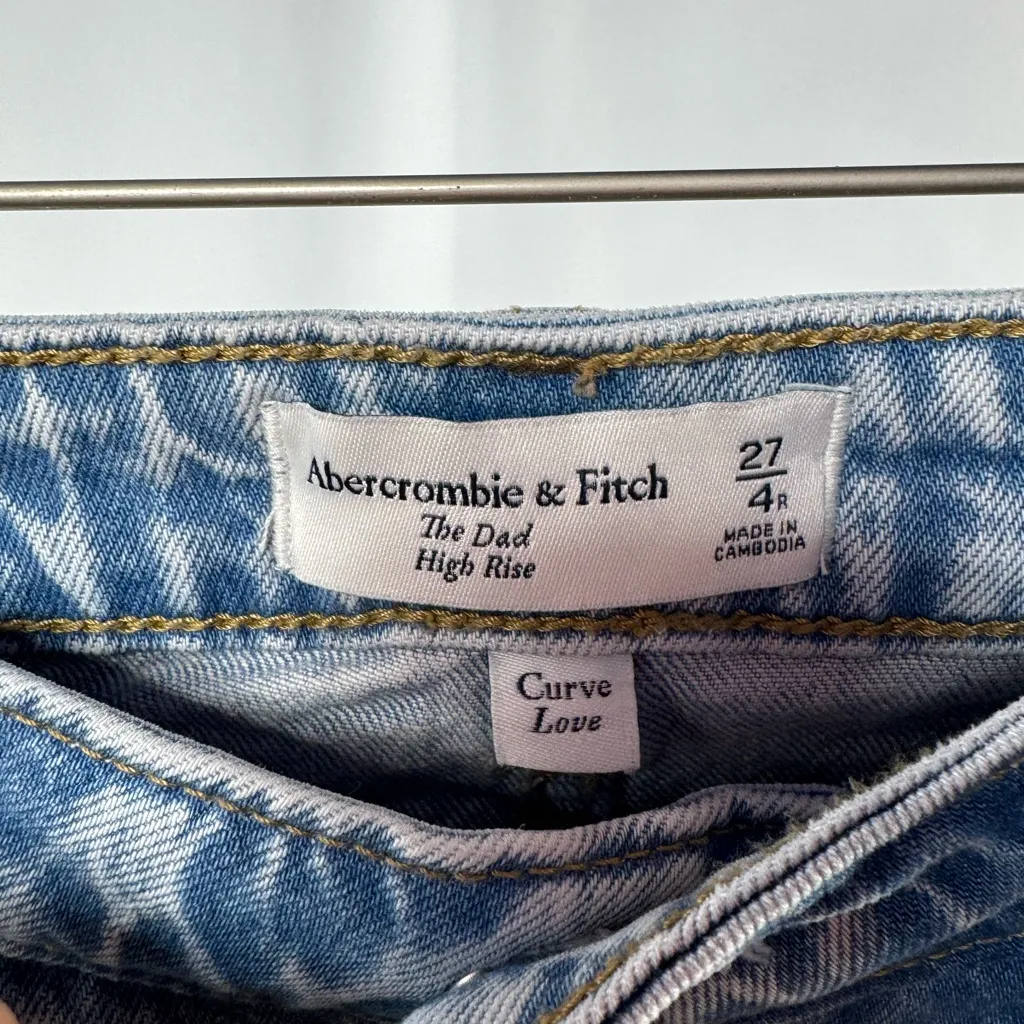 Abercrombie & Fitch
The Dad
High Rise
27
4R
MADE IN
CAMBODIA
Curve
Love